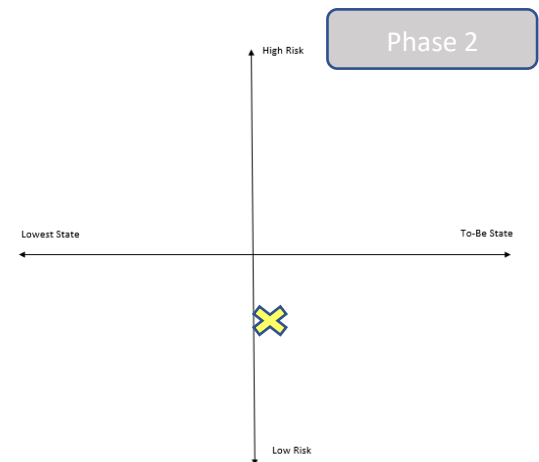 Phase 2
High Risk
Lowest State
To-Be State
Low Risk